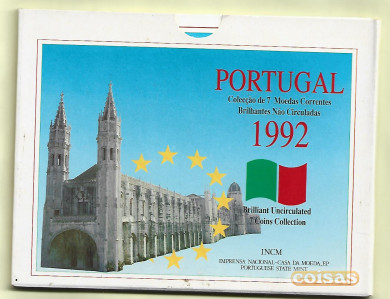 PORTUGAL
Colecção de 7 Moedas Correntes
Brilhantes Não Circuladas
1992
Brilliant Uncirculated
7 Coins Collection
INCM
IMPRENSA NACIONAL-CASA DA MOEDA, EP
PORTUGUESE STATE MINT
coisas